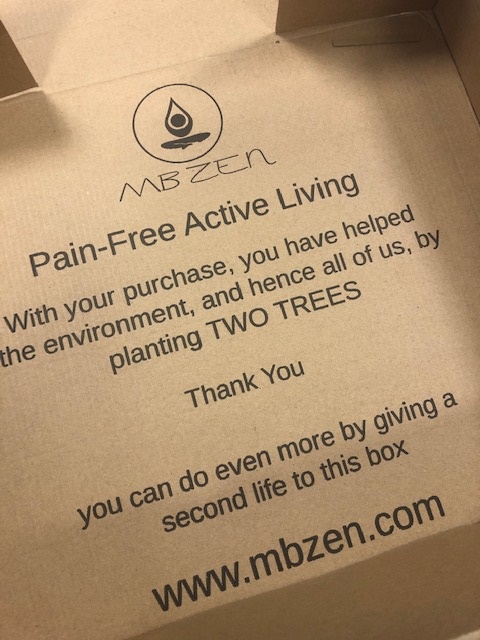 MB ZEN
Pain-Free Active Living
With your purchase, you have helped
the environment, and hence all of us, by
planting TWO TREES
Thank You
you can do even more by giving a
second life to this box
www.mbzen.com